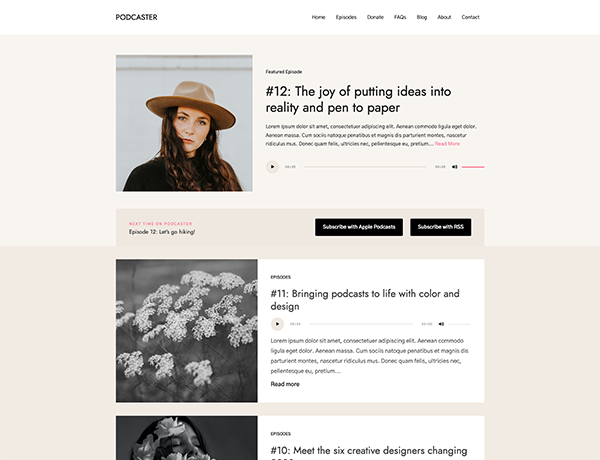 PODCASTER
Home Episodes Donate FAQs Blog About Contact
Featured Episode
#12: The joy of putting ideas into
reality and pen to paper
Lorem ipsum dolor sit amet, consectetuer adipiscing elit. Aenean commodo ligula eget dolor.
Aenean massa. Cum sociis natoque penatibus et magnis dis parturient montes, nascetur
ridiculus mus. Donec quam felis, ultricies nec, pellentesque eu, pretium.... Read More
00:00 00:00
NEXT TIME ON PODCASTER
Episode 12: Let's go hiking!
Subscribe with Apple Podcasts Subscribe with RSS
EPISODES
#11: Bringing podcasts to life with color and
design
00:00 00:00
Lorem ipsum dolor sit amet, consectetuer adipiscing elit. Aenean commodo
ligula eget dolor. Aenean massa. Cum sociis natoque penatibus et magnis dis
parturient montes, nascetur ridiculus mus. Donec quam felis, ultricies nec,
pellentesque eu, pretium....
Read more
EPISODES
#10: Meet the six creative designers changing